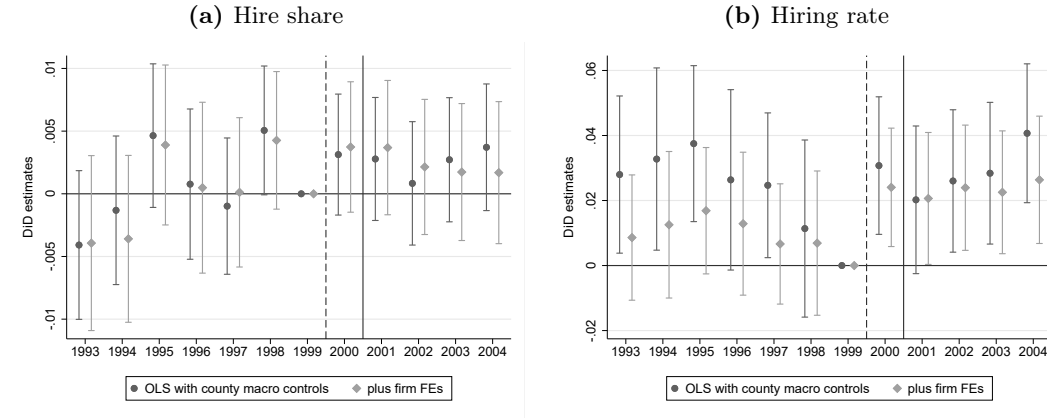 (a) Hire share
(b) Hiring rate
.01
.005
0
-.005
-.01
DiD estimates
1993 1994 1995 1996 1997 1998 1999 2000 2001 2002 2003 2004
OLS with county macro controls plus firm FEs
.06
.04
.02
0
-.02
DiD estimates
1993 1994 1995 1996 1997 1998 1999 2000 2001 2002 2003 2004
OLS with county macro controls plus firm FEs